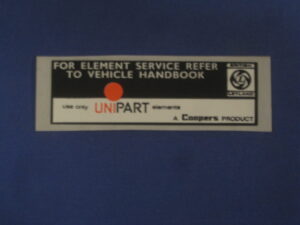 FOR ELEMENT SERVICE REFER
TO VEHICLE HANDBOOK
BRITISH
LEYLAND
use only UNIPART elements
A Coopers PRODUCT